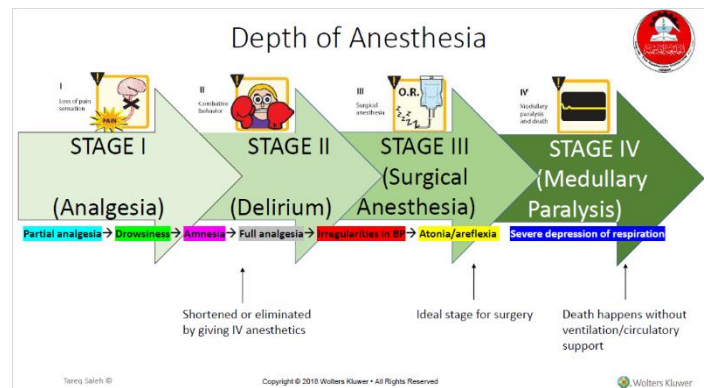 Depth of Anesthesia
I
Loss of pain
sensation
PAIN
II
Combative
behavior
III
Surgical
anesthesia
O.R.
IV
Medullary
paralysis
and death
STAGE I
(Analgesia)
STAGE II
(Delirium)
STAGE III
(Surgical
Anesthesia)
STAGE IV
(Medullary
Paralysis)
Partial analgesia→Drowsiness→Amnesia→Full analgesia→Irregularities in BP→Atonia/areflexia
Severe depression of respiration
Shortened or eliminated
by giving IV anesthetics
Ideal stage for surgery
Death happens without
ventilation/circulatory
support
Tareq Saleh ©
Copyright © 2018 Wolters Kluwer • All Rights Reserved
Wolters Kluwer